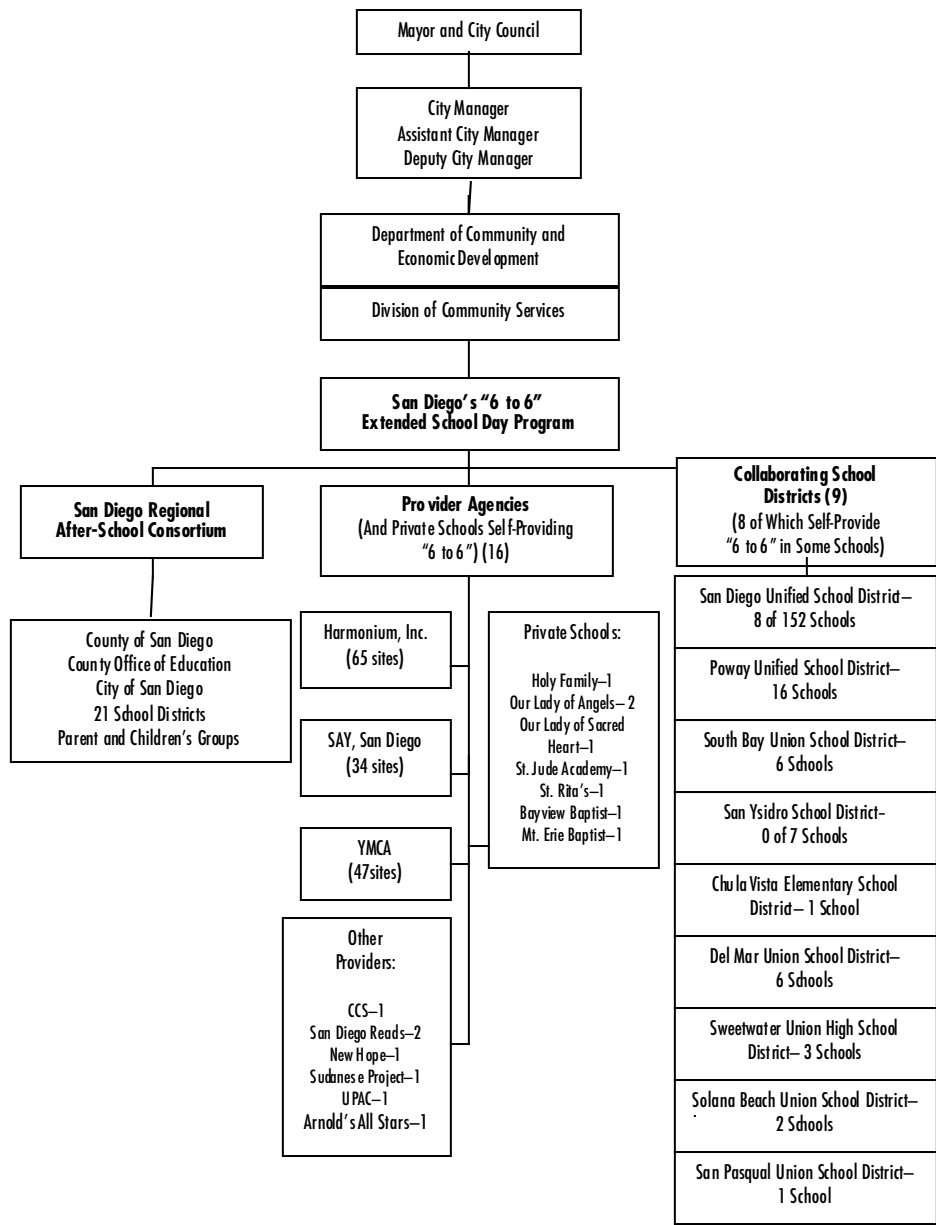 Mayor and City Council
City Manager
Assistant City Manager
Deputy City Manager
Department of Community and
Economic Development
Division of Community Services
San Diego's “6 to 6”
Extended School Day Program
San Diego Regional
After-School Consortium
County of San Diego
County Office of Education
City of San Diego
21 School Districts
Parent and Children's Groups
Provider Agencies
(And Private Schools Self-Providing
“6 to 6”) (16)
Harmonium, Inc.
(65 sites)
SAY, San Diego
(34 sites)
YMCA
(47sites)
Other
Providers:
CCS–1
San Diego Reads–2
New Hope–1
Sudanese Project–1
UPAC–1
Arnold's All Stars–1
Private Schools:
Holy Family–1
Our Lady of Angels– 2
Our Lady of Sacred
Heart–1
St. Jude Academy–1
St. Rita's–1
Bayview Baptist–1
Mt. Erie Baptist–1
Collaborating School
Districts (9)
(8 of Which Self-Provide
“6 to 6” in Some Schools)
San Diego Unified School District–
8 of 152 Schools
Poway Unified School District–
16 Schools
South Bay Union School District–
6 Schools
San Ysidro School District–
0 of 7 Schools
Chula Vista Elementary School
District– 1 School
Del Mar Union School District–
6 Schools
Sweetwater Union High School
District– 3 Schools
Solana Beach Union School District–
2 Schools
San Pasqual Union School District–
1 School